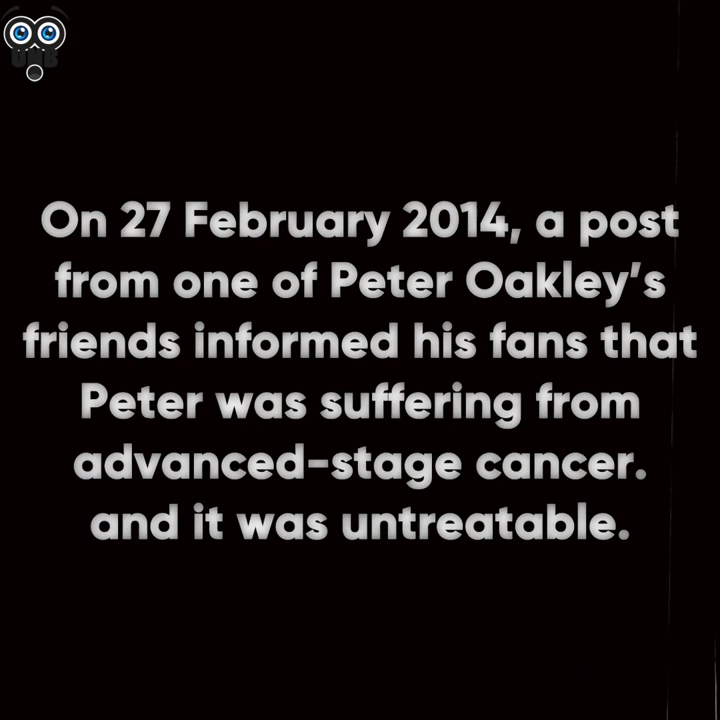 On 27 February 2014, a post
from one of Peter Oakley’s
friends informed his fans that
Peter was suffering from
advanced-stage cancer.
and it was untreatable.